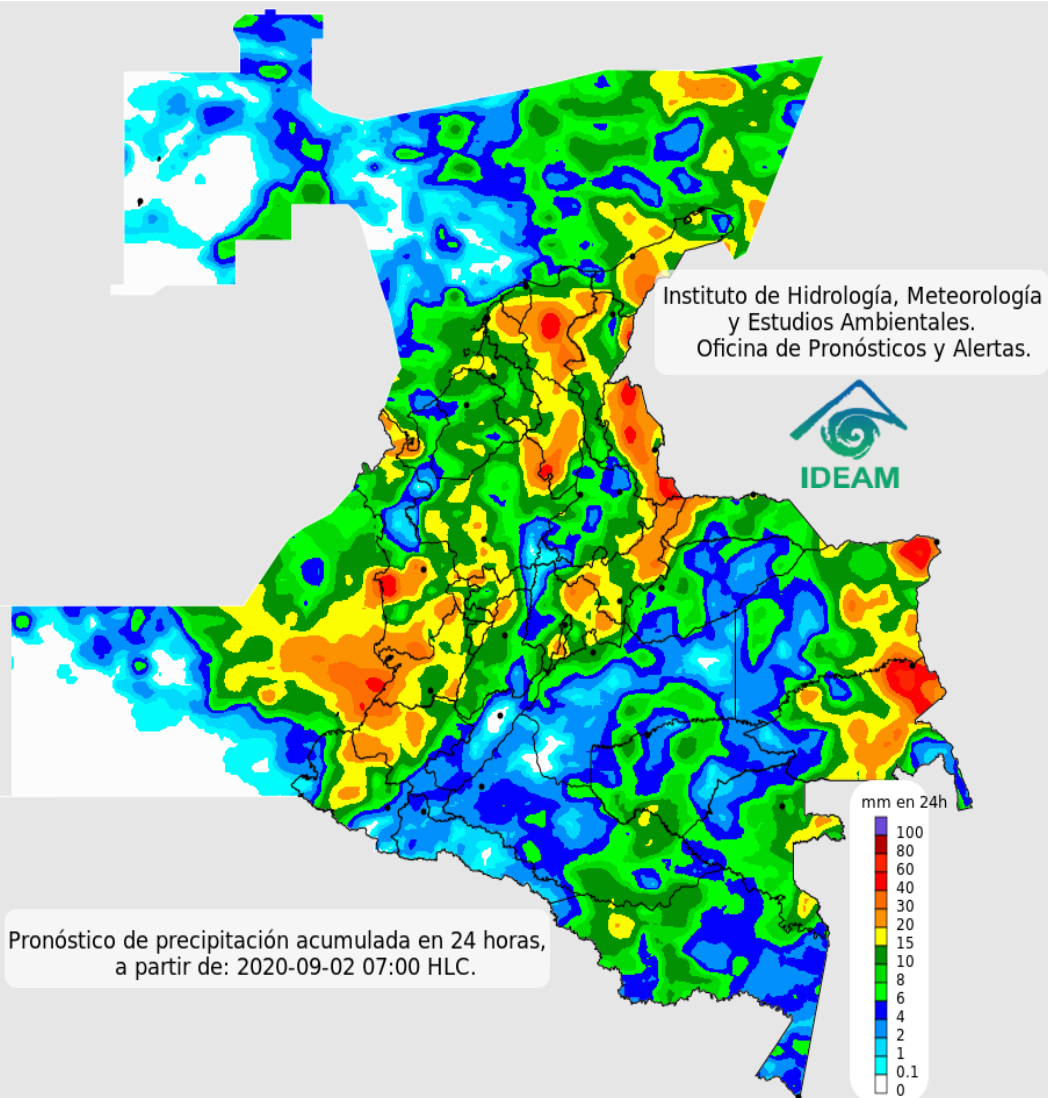 Instituto de Hidrología, Meteorología
y Estudios Ambientales.
Oficina de Pronósticos y Alertas.
IDEAM
mm en 24h
100
80
60
40
30
20
15
10
8
6
4
2
1
0.1
0
Pronóstico de precipitación acumulada en 24 horas,
a partir de: 2020-09-02 07:00 HLC.